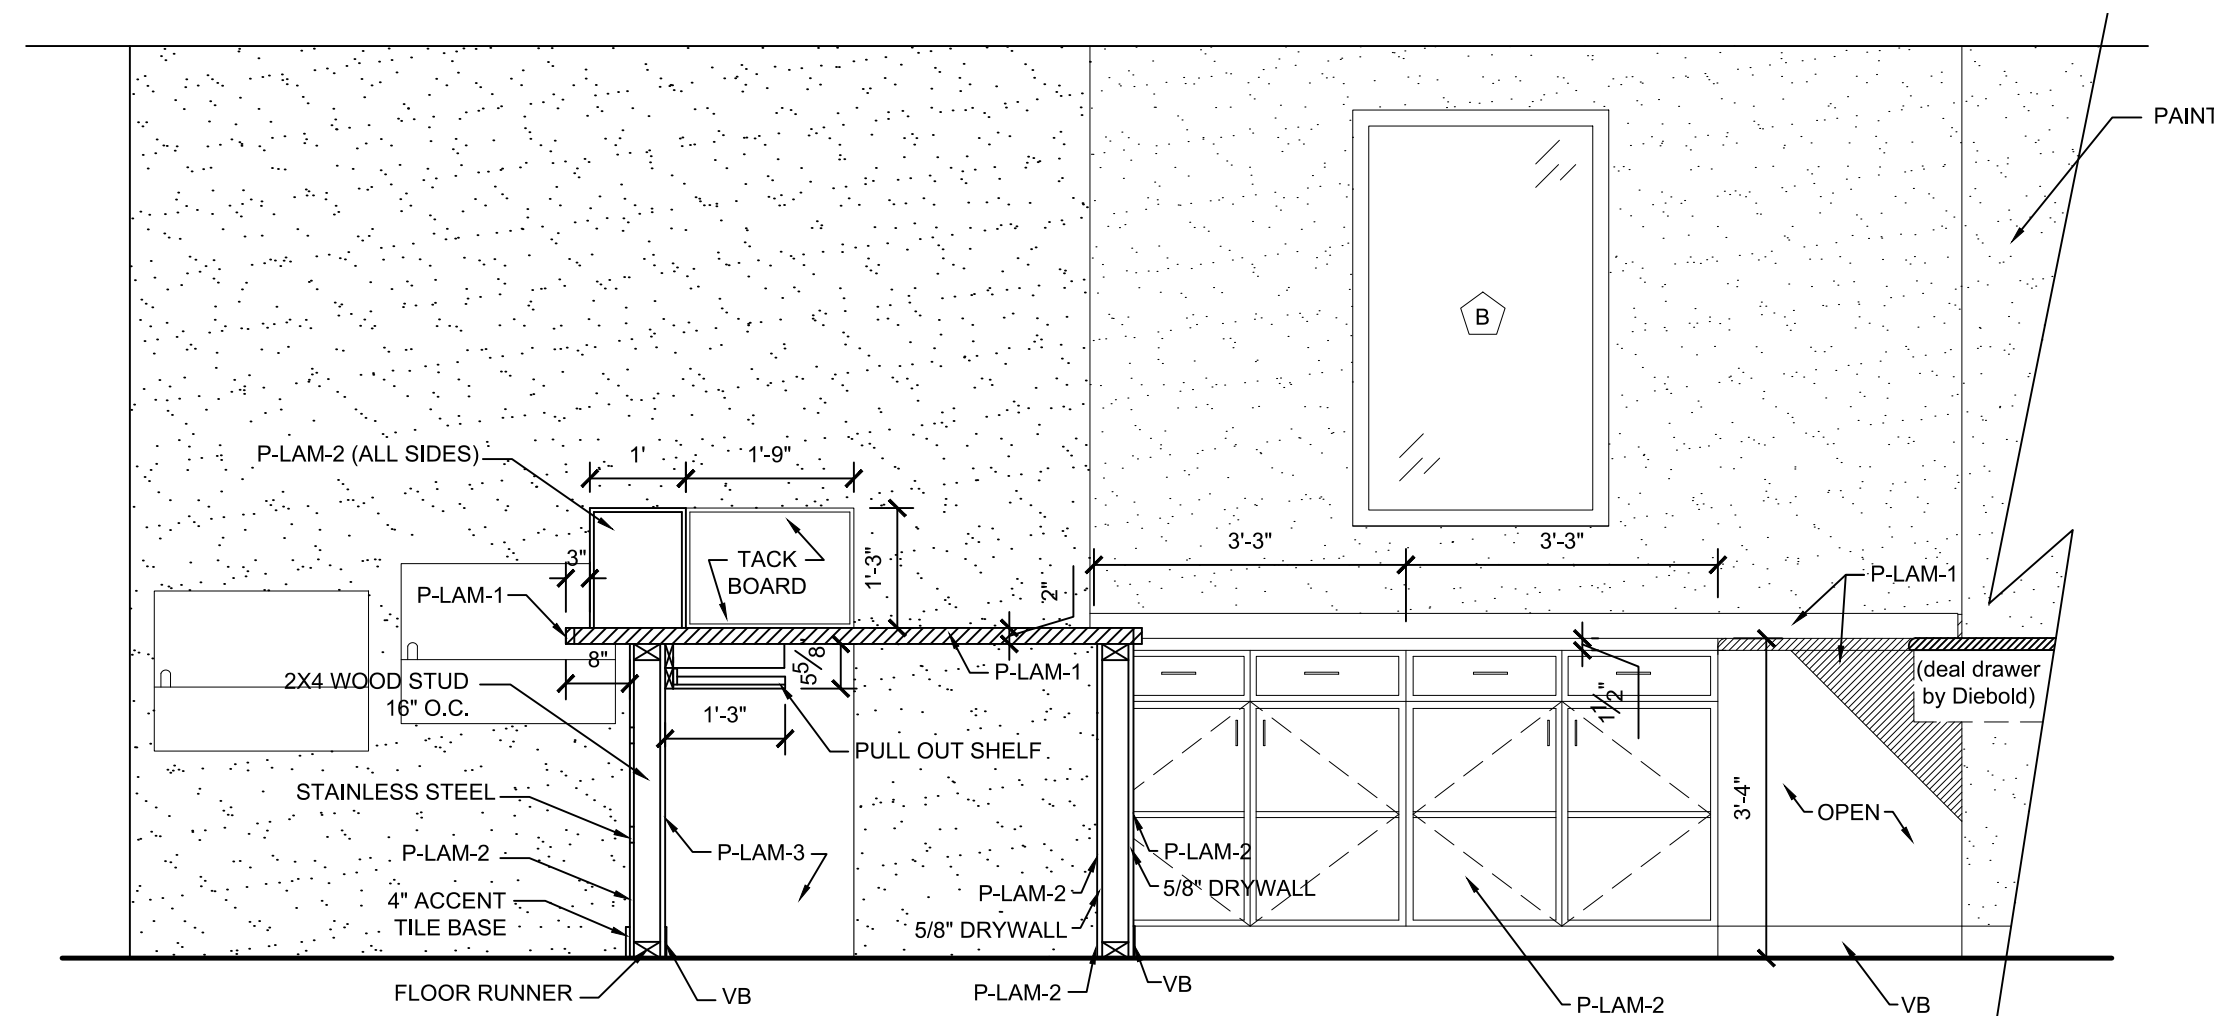 PAINT
B
P-LAM-2 (ALL SIDES)
1'
1'-9"
3'-3"
3'-3"
3"
TACK
BOARD
1'-3"
2"
P-LAM-1
P-LAM-1
8"
5 5/8"
P-LAM-1
2X4 WOOD STUD
16" O.C.
(deal drawer
by Diebold)
1'-3"
1 1/2"
PULL OUT SHELF
STAINLESS STEEL
3'-4"
OPEN
P-LAM-2
P-LAM-3
P-LAM-2
P-LAM-2
5/8" DRYWALL
4" ACCENT
TILE BASE
5/8" DRYWALL
FLOOR RUNNER
VB
P-LAM-2
VB
P-LAM-2
VB